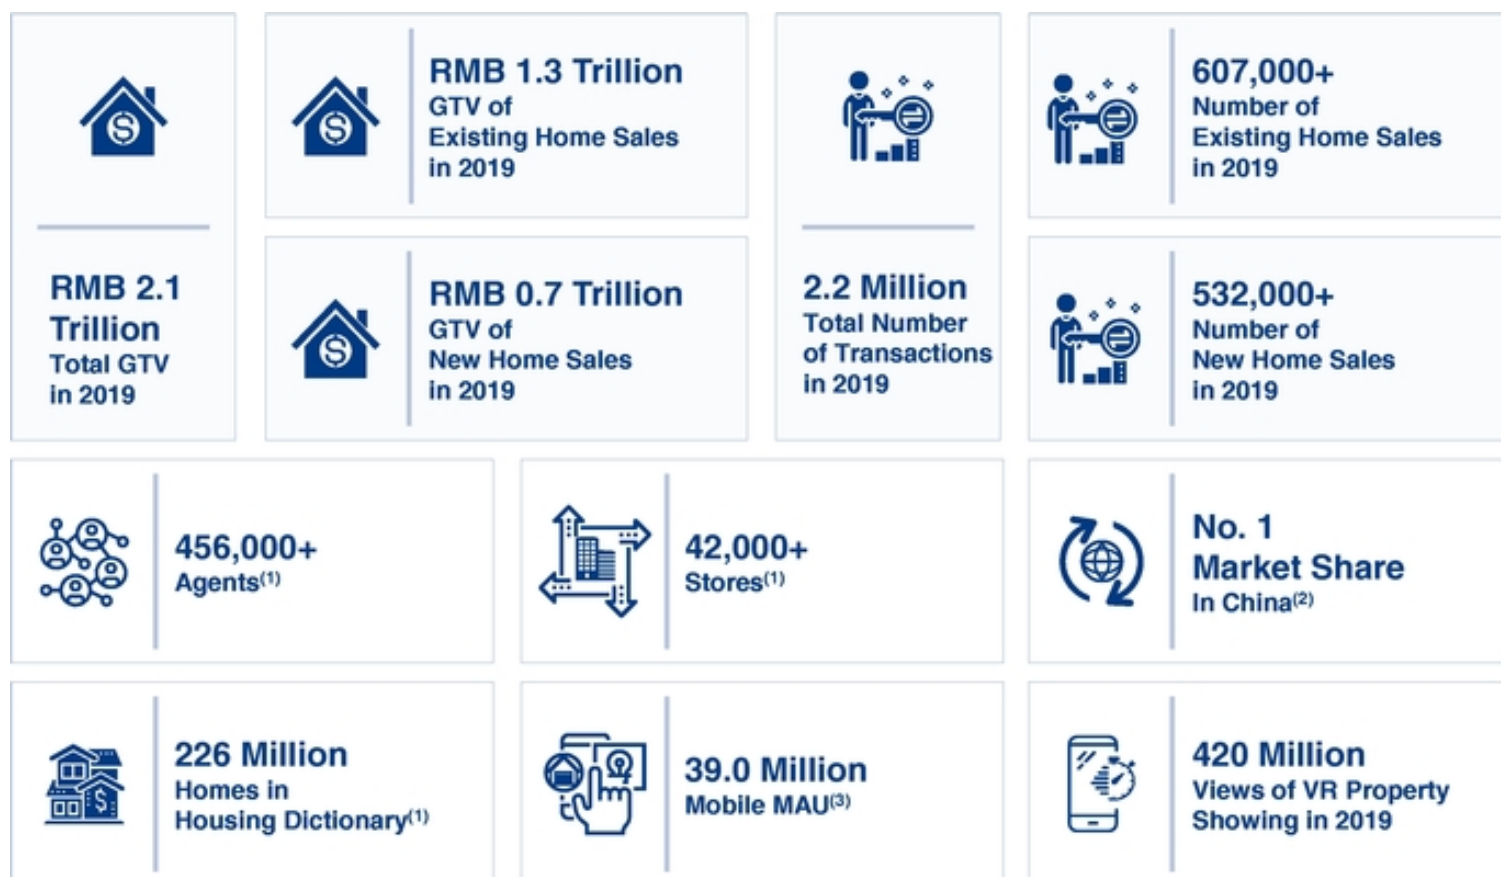 RMB 2.1
Trillion
Total GTV
in 2019
RMB 1.3 Trillion
GTV of
Existing Home Sales
in 2019
RMB 0.7 Trillion
GTV of
New Home Sales
in 2019
2.2 Million
Total Number
of Transactions
in 2019
607,000+
Number of
Existing Home Sales
in 2019
532,000+
Number of
New Home Sales
in 2019
456,000+
Agents(1)
42,000+
Stores(1)
No. 1
Market Share
In China(2)
226 Million
Homes in
Housing Dictionary(1)
39.0 Million
Mobile MAU(3)
420 Million
Views of VR Property
Showing in 2019